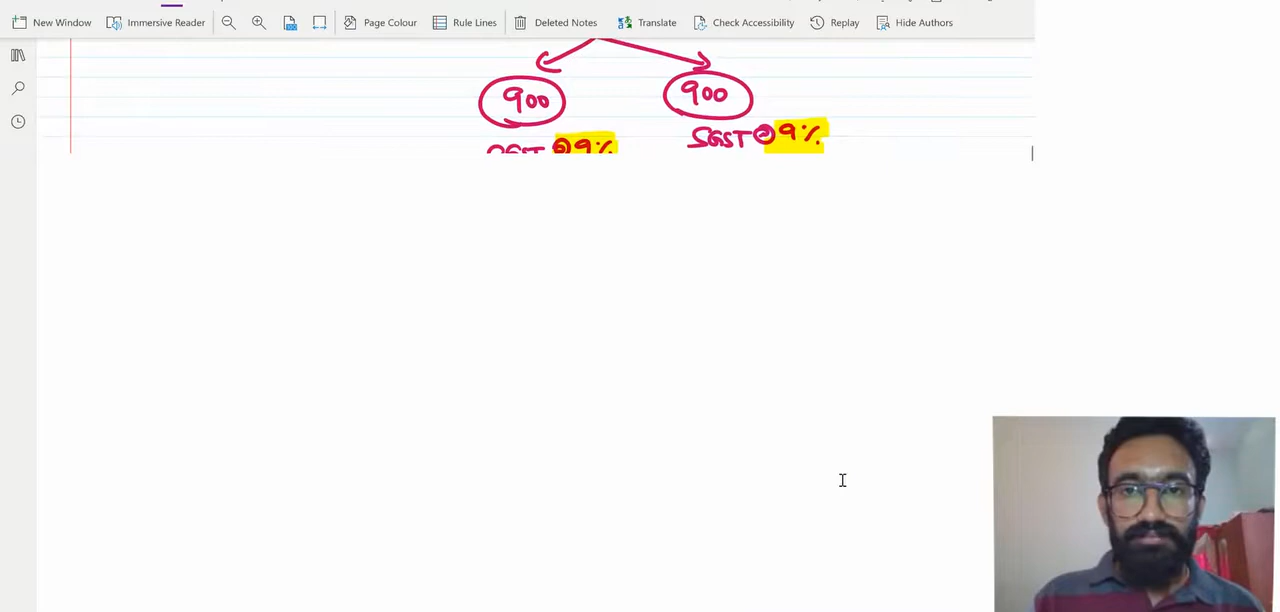 New Window Immersive Reader Page Colour Rule Lines Deleted Notes Translate Check Accessibility Replay Hide Authors
900 900
SGST @ 9%
@ 9%